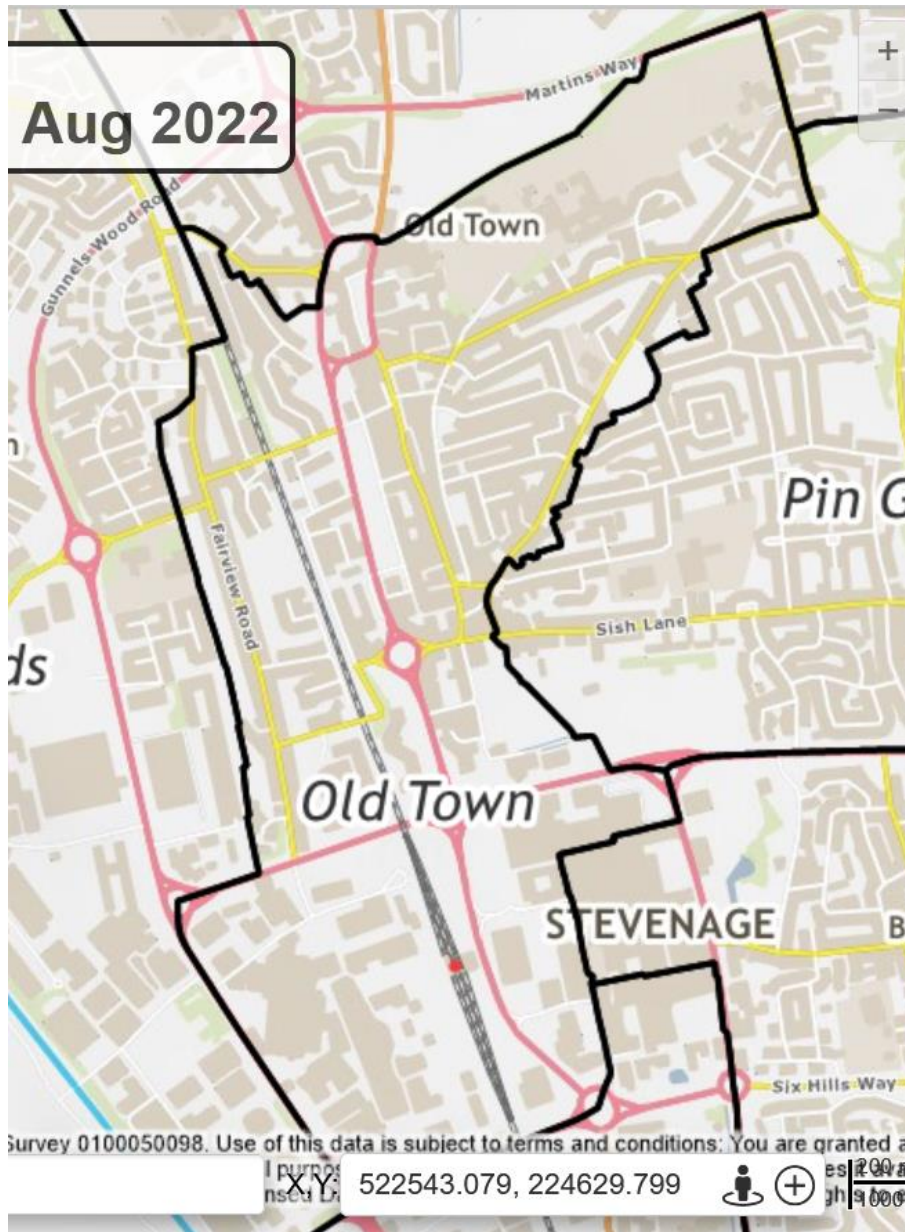 Martins Way
Aug 2022
Gunnels Wood Road
Old Town
Pin G
Fairview Road
Sish Lane
ds
Old Town
STEVENAGE
B
Six Hills Way
Survey 0100050098. Use of this data is subject to terms and conditions: You are granted a
X,Y: 522543.079, 224629.799